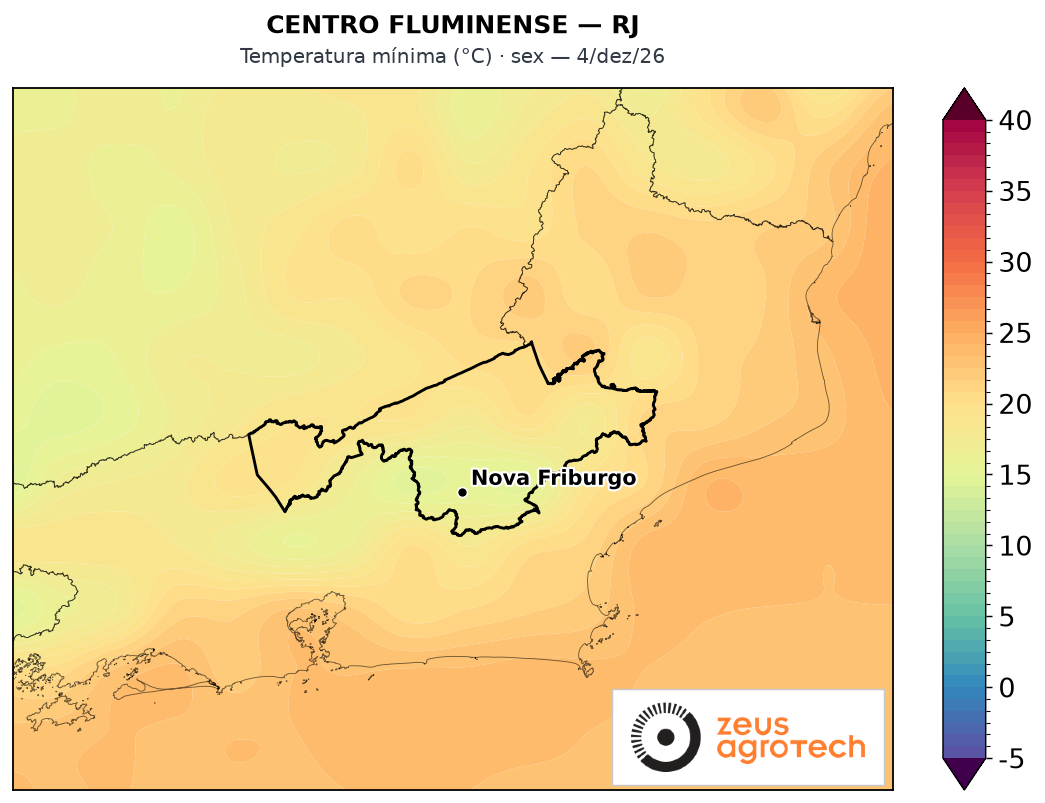 CENTRO FLUMINENSE — RJ
Temperatura mínima (°C) · sex — 4/dez/26
40
35
30
25
20
15
10
5
0
-5
Nova Friburgo
zeus
agrotech